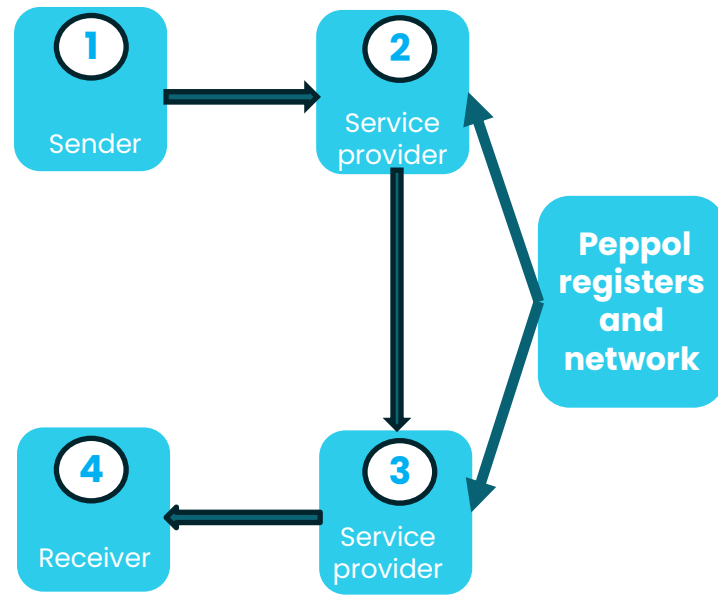 1
Sender
2
Service
provider
Peppol
registers
and
network
3
Service
provider
4
Receiver